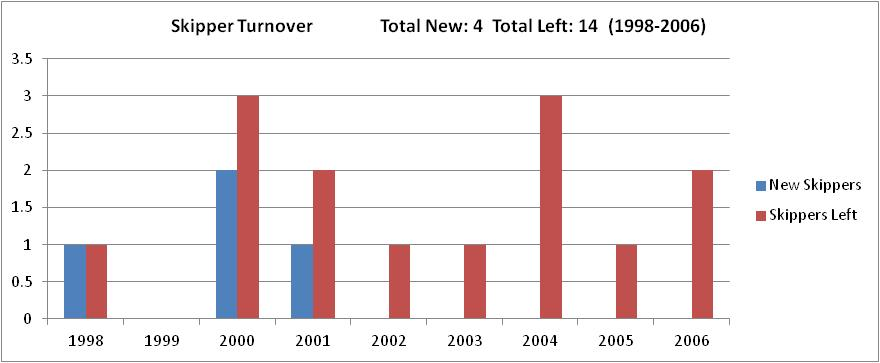 Skipper Turnover Total New: 4 Total Left: 14 (1998-2006)
3.5
3
2.5
2
1.5
1
0.5
0
1998 1999 2000 2001 2002 2003 2004 2005 2006
New Skippers
Skippers Left